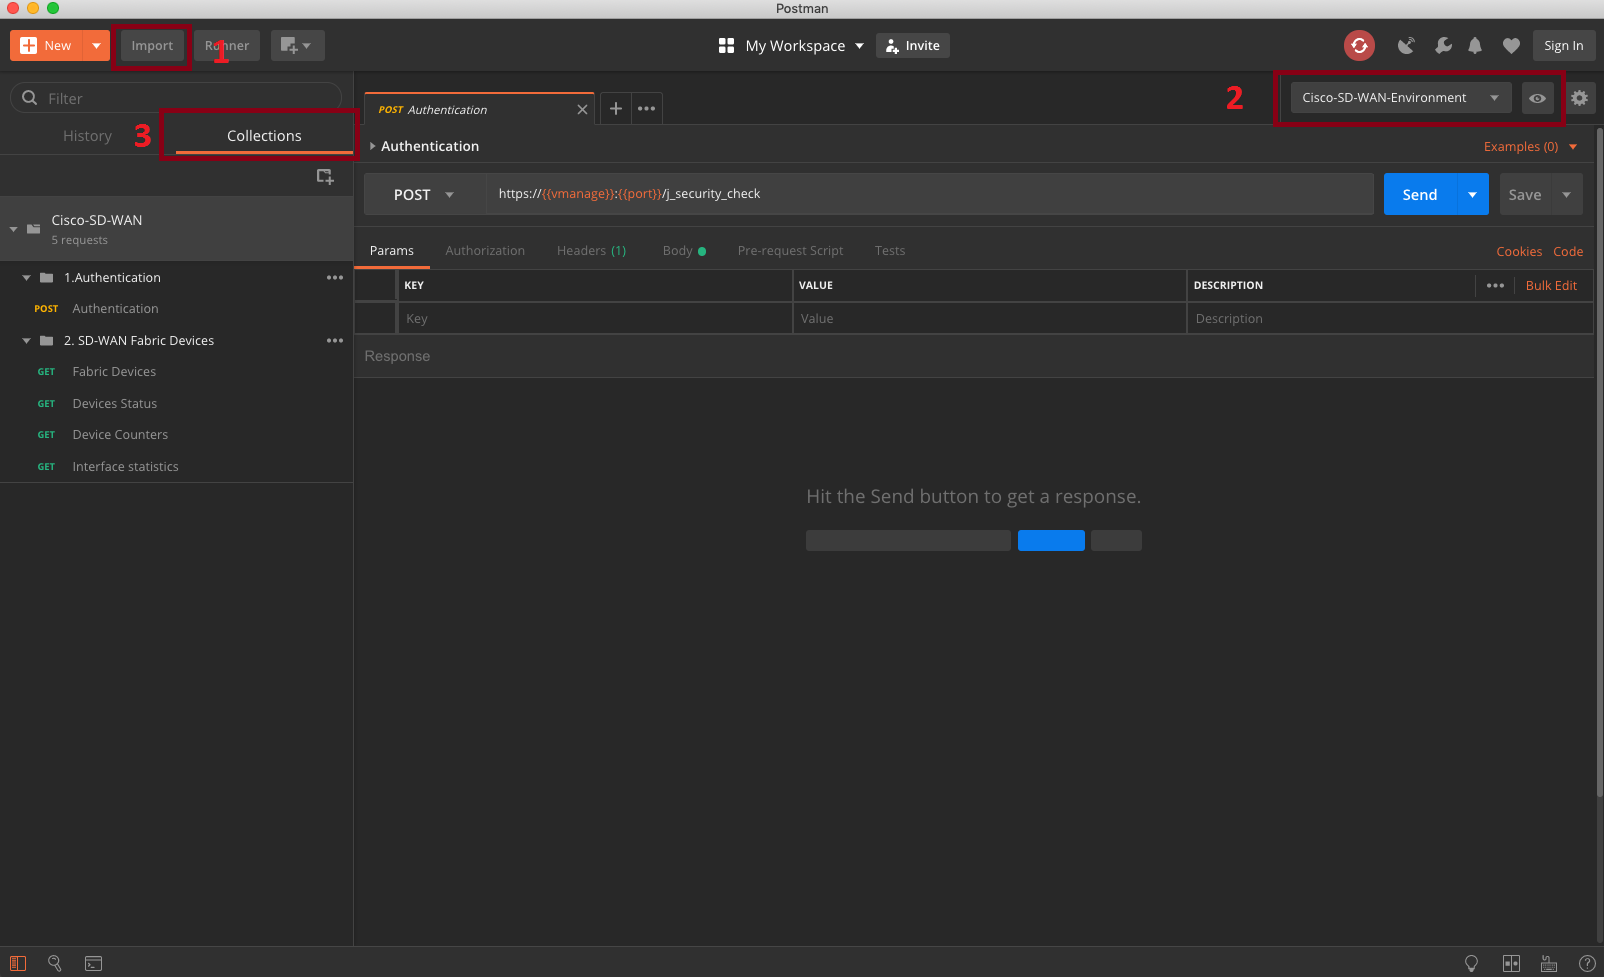 Postman
New
Import
Runner
1
My Workspace
Invite
Sign In
Filter
History
3
Collections
POST Authentication
2
Cisco-SD-WAN-Environment
Authentication
Examples (0)
Cisco-SD-WAN
5 requests
POST
https://{{vmanage}}:{{port}}/j_security_check
Send
Save
Params
Authorization
Headers (1)
Body
Pre-request Script
Tests
Cookies
Code
1.Authentication
POST Authentication
2. SD-WAN Fabric Devices
GET Fabric Devices
GET Devices Status
GET Device Counters
GET Interface statistics
KEY
VALUE
DESCRIPTION
Bulk Edit
Key
Value
Description
Response
Hit the Send button to get a response.